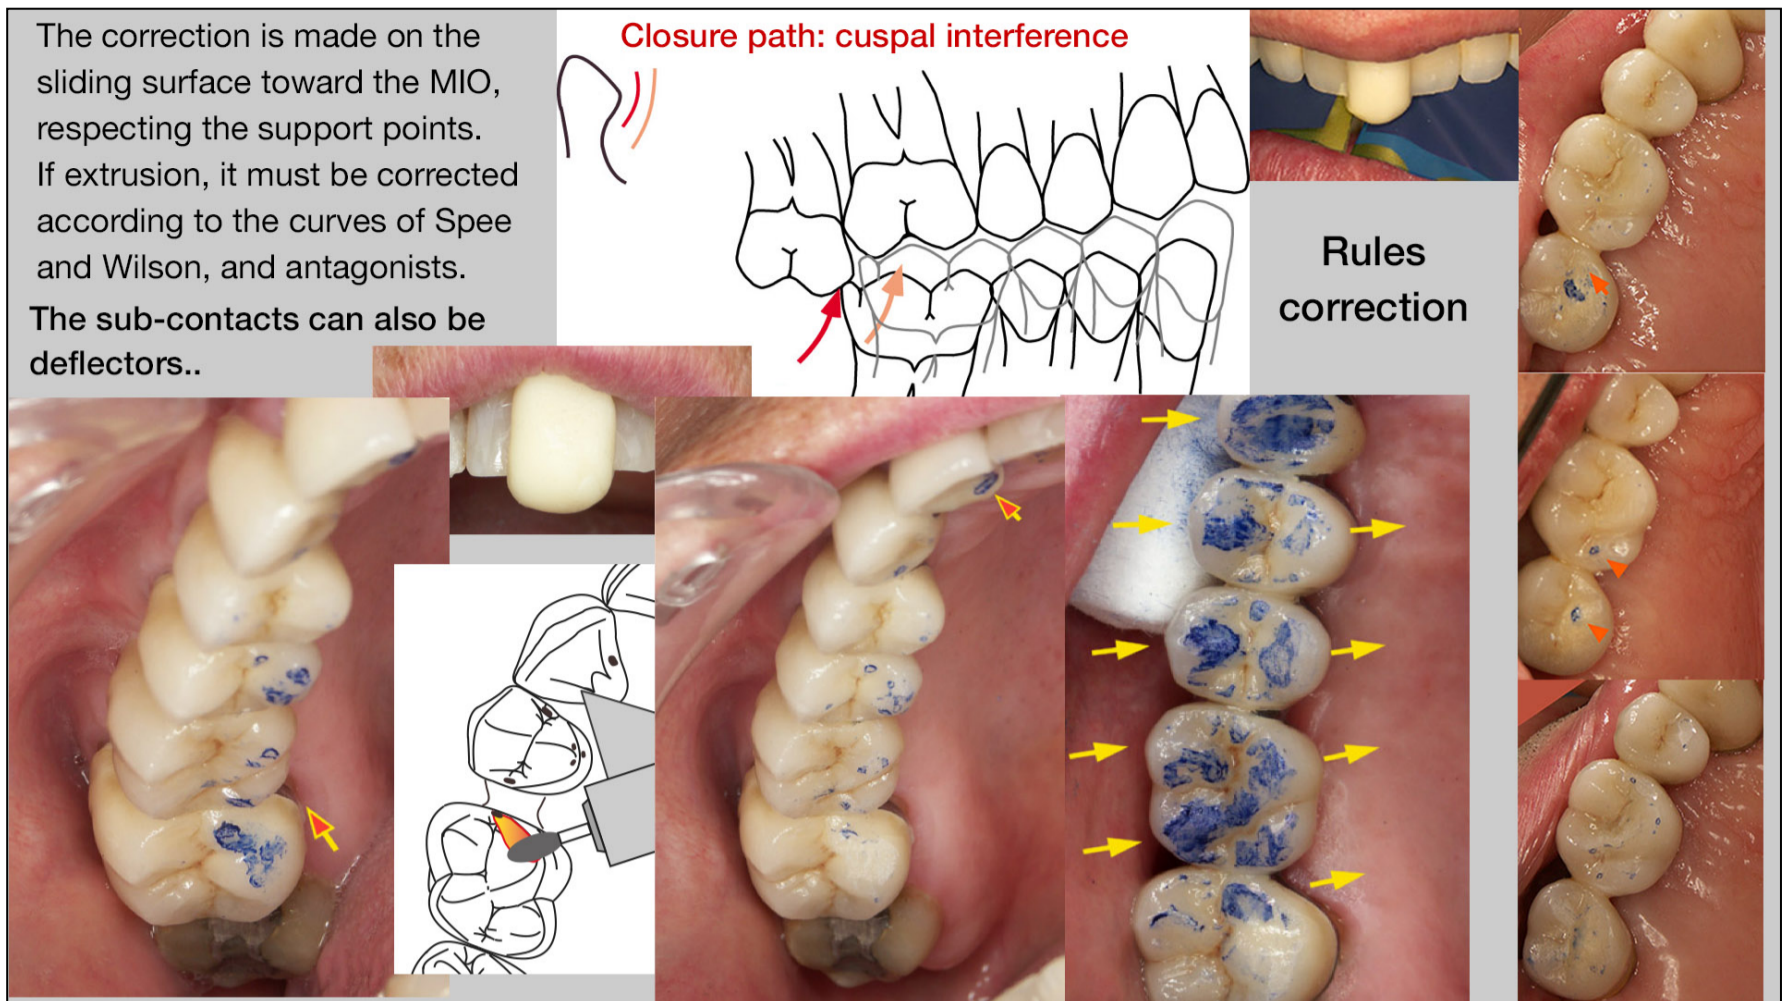 The correction is made on the
sliding surface toward the MIO,
respecting the support points.
If extrusion, it must be corrected
according to the curves of Spee
and Wilson, and antagonists.
The sub-contacts can also be
deflectors..
Closure path: cuspal interference
Rules
correction